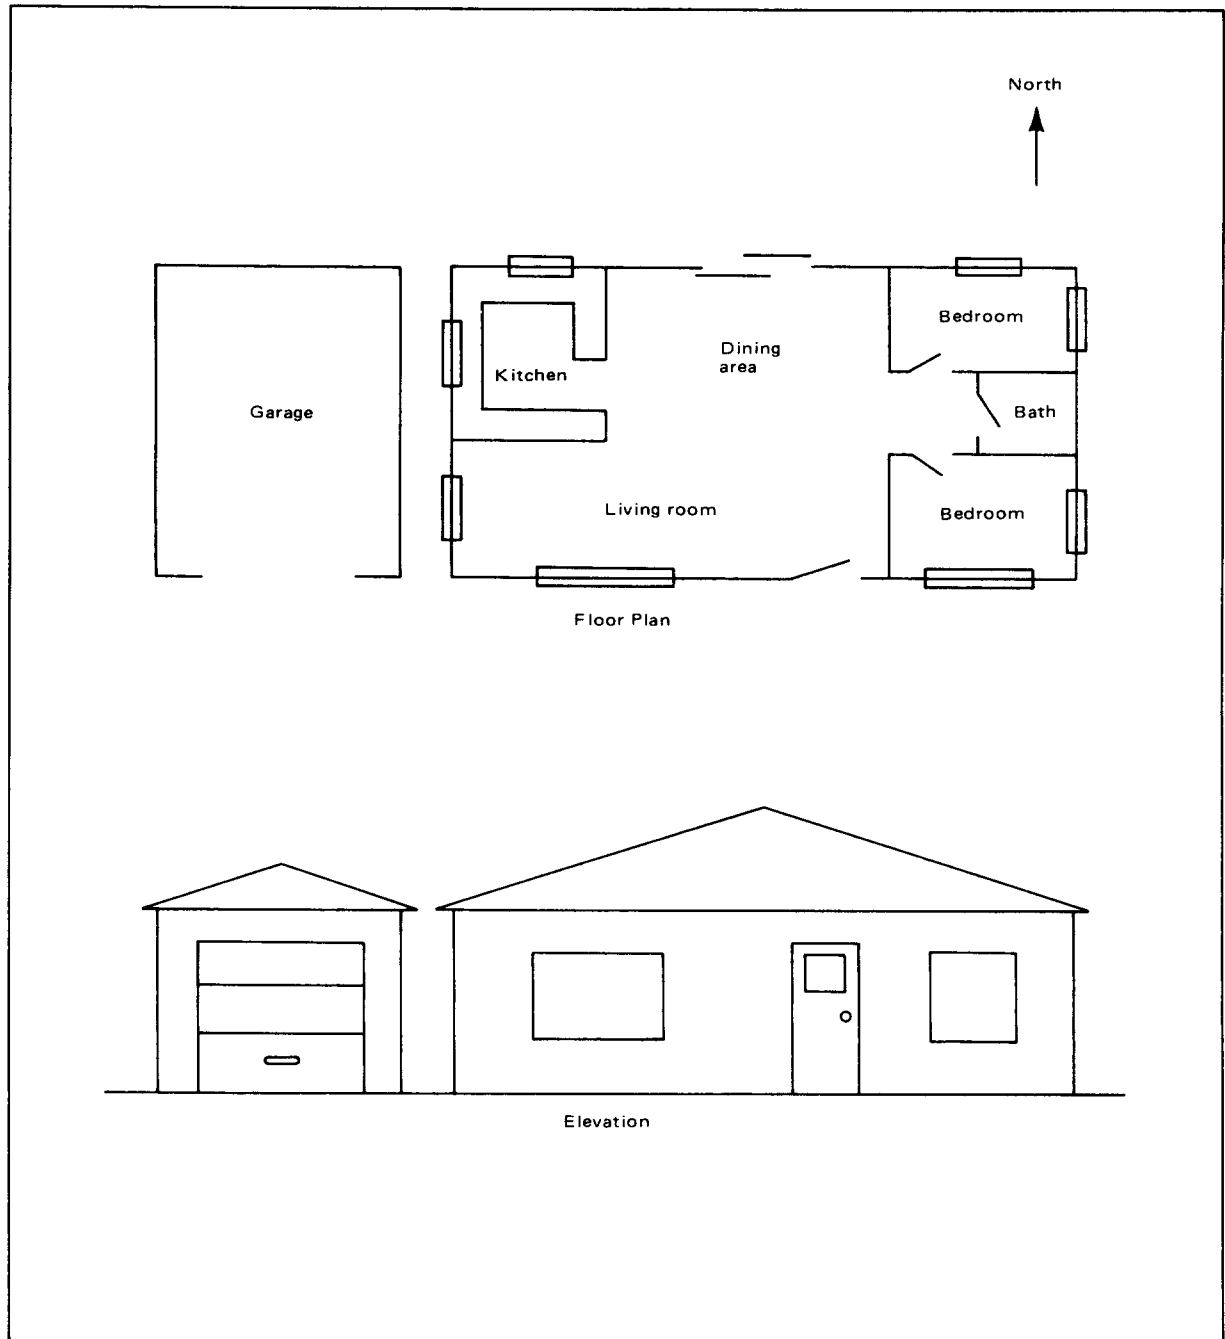 North
Bedroom
Dining
area
Kitchen
Garage
Bath
Living room
Bedroom
Floor Plan
Elevation